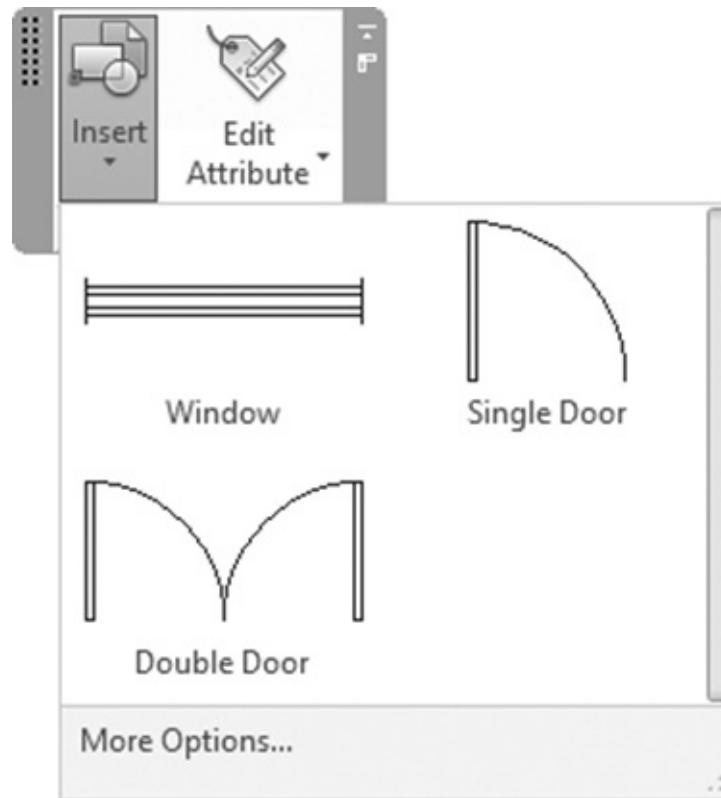 Insert
Edit
Attribute
Window
Single Door
Double Door
More Options...